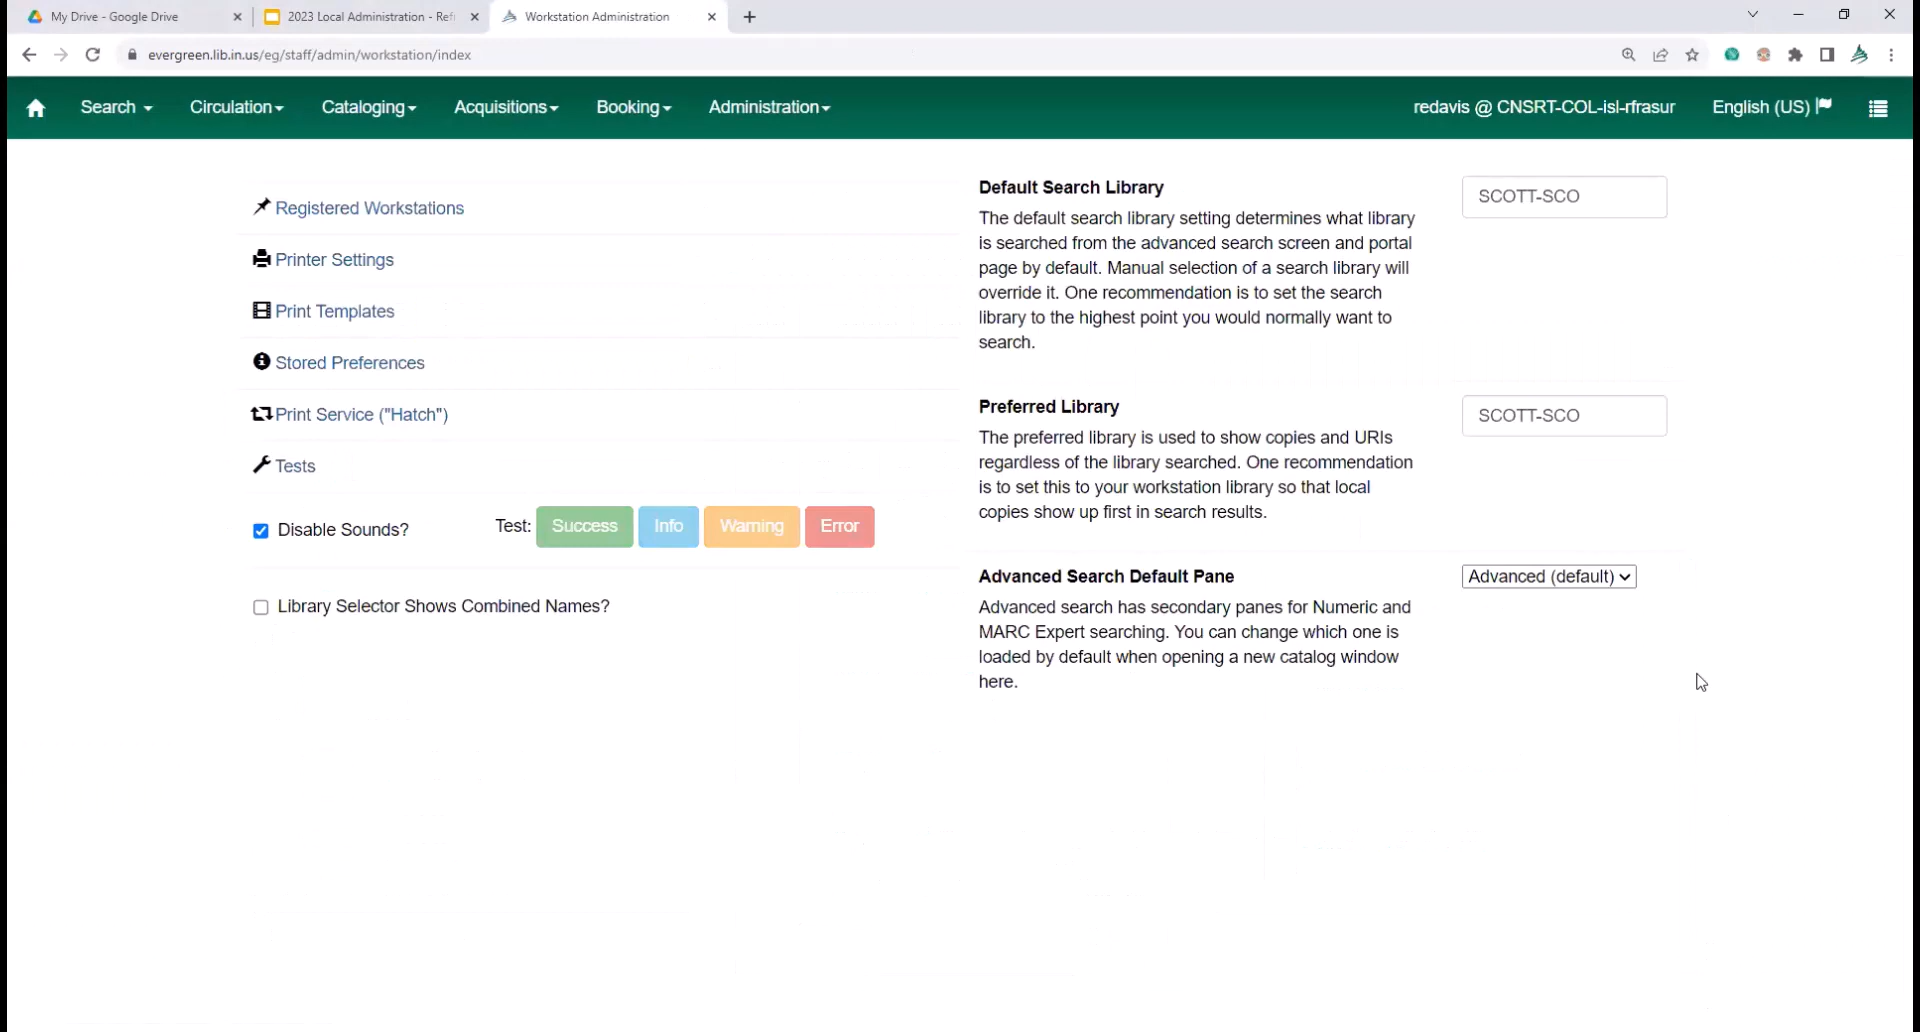 My Drive - Google Drive
2023 Local Administration - Ref
Workstation Administration
evergreen.lib.in.us/eg/staff/admin/workstation/index
Search Circulation Cataloging Acquisitions Booking Administration redavis @ CNSRT-COL-isl-rfrasur English (US)
Registered Workstations
Printer Settings
Print Templates
Stored Preferences
Print Service ("Hatch")
Tests
Disable Sounds? Test: Success Info Warning Error
Library Selector Shows Combined Names?
Default Search Library
SCOTT-SCO
The default search library setting determines what library
is searched from the advanced search screen and portal
page by default. Manual selection of a search library will
override it. One recommendation is to set the search
library to the highest point you would normally want to
search.
Preferred Library
SCOTT-SCO
The preferred library is used to show copies and URIs
regardless of the library searched. One recommendation
is to set this to your workstation library so that local
copies show up first in search results.
Advanced Search Default Pane
Advanced (default)
Advanced search has secondary panes for Numeric and
MARC Expert searching. You can change which one is
loaded by default when opening a new catalog window
here.